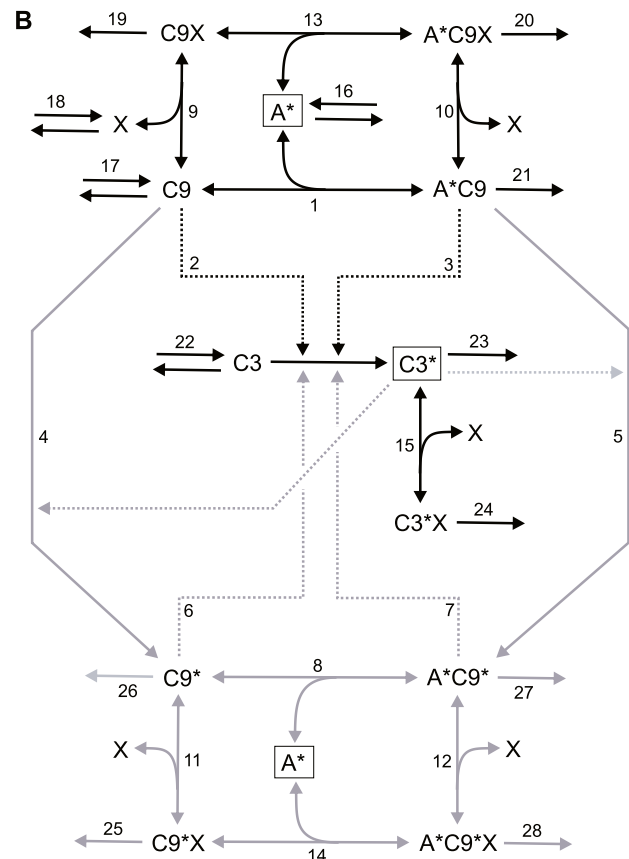 B
19 13 20
C9X A*C9X
16
18 A*
X 9 10 X
17 21
C9 A*C9
1
2 3
22 23
C3 C3*
4 15 X 5
24
C3*X
6 7
8
C9* A*C9*
26 27
X 11 A* 12 X
25 28
C9*X A*C9*X
14